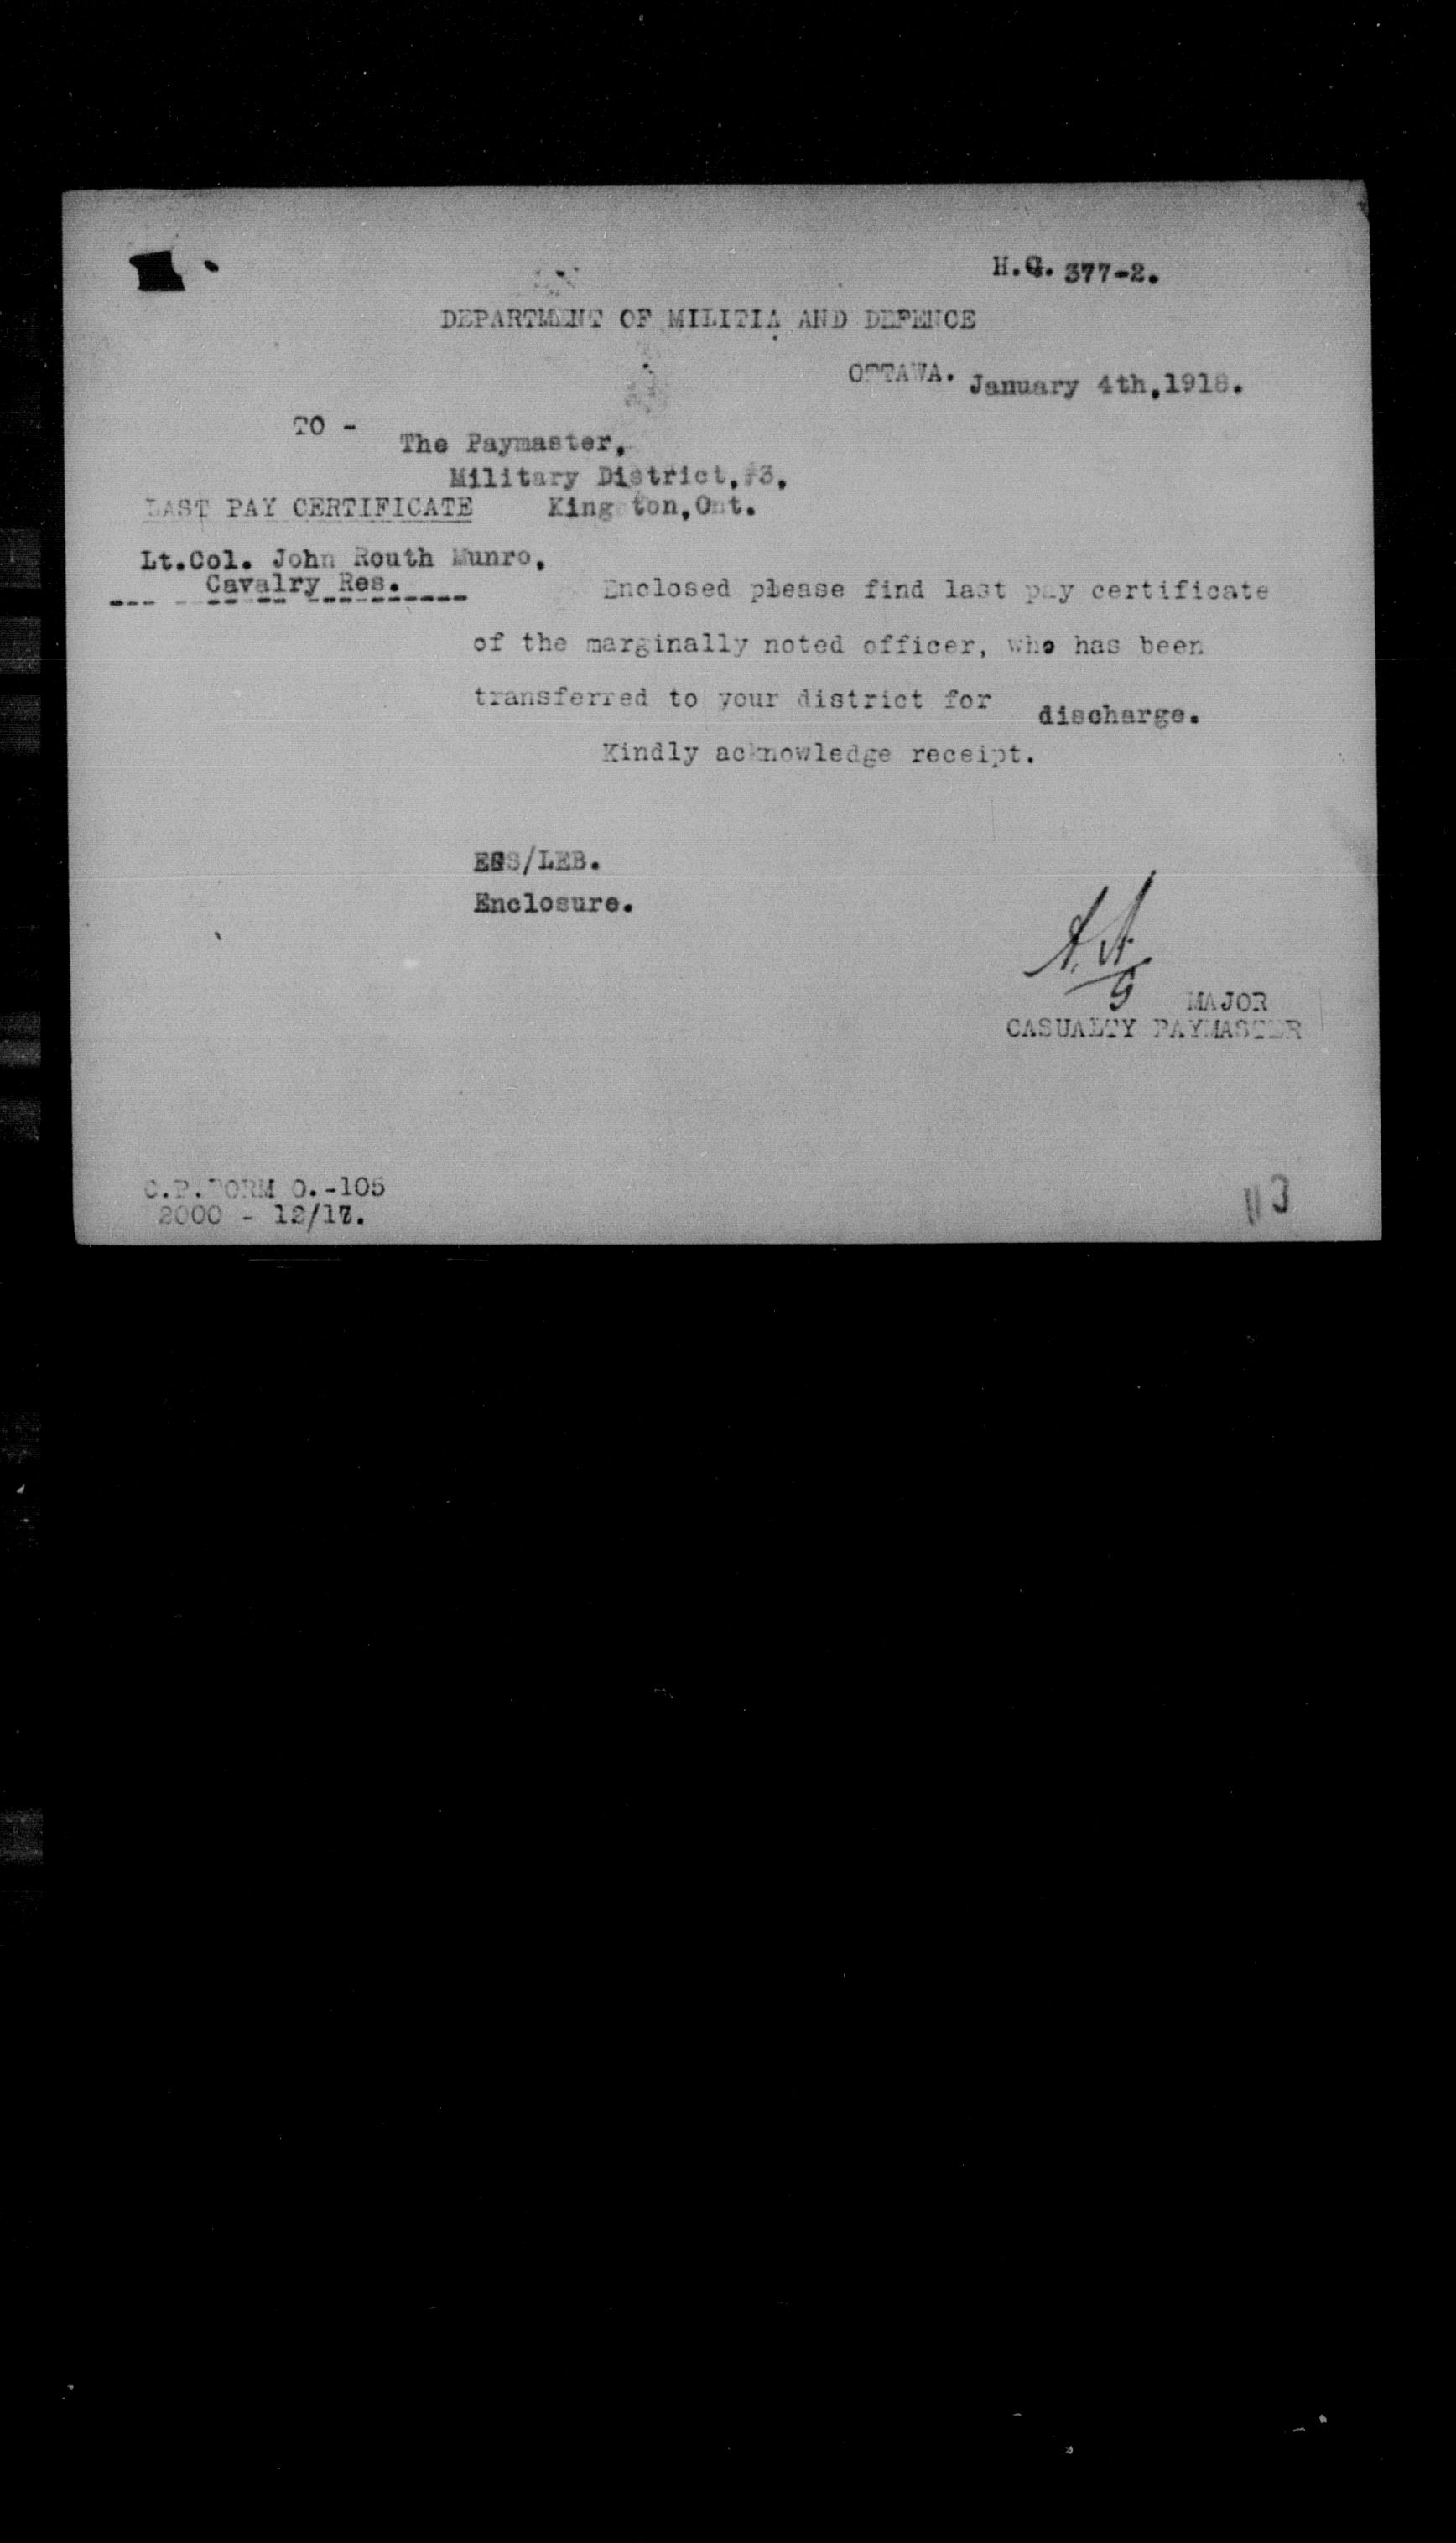 H.Q. 377-2.
DEPARTMENT OF MILITIA AND DEFENCE
OTTAWA. January 4th,1918.
TO - The Paymaster,
Military District,#3,
LAST PAY CERTIFICATE Kingston,Ont.
Lt.Col. John Routh Munro,
Cavalry Res.
Enclosed please find last pay certificate
of the marginally noted officer, who has been
transferred to your district for discharge.
Kindly acknowledge receipt.
/LEB.
Enclosure.
MAJOR
CASUALTY PAYMASTER
C.P.FORM O.-105
2000 - 12/17.
113